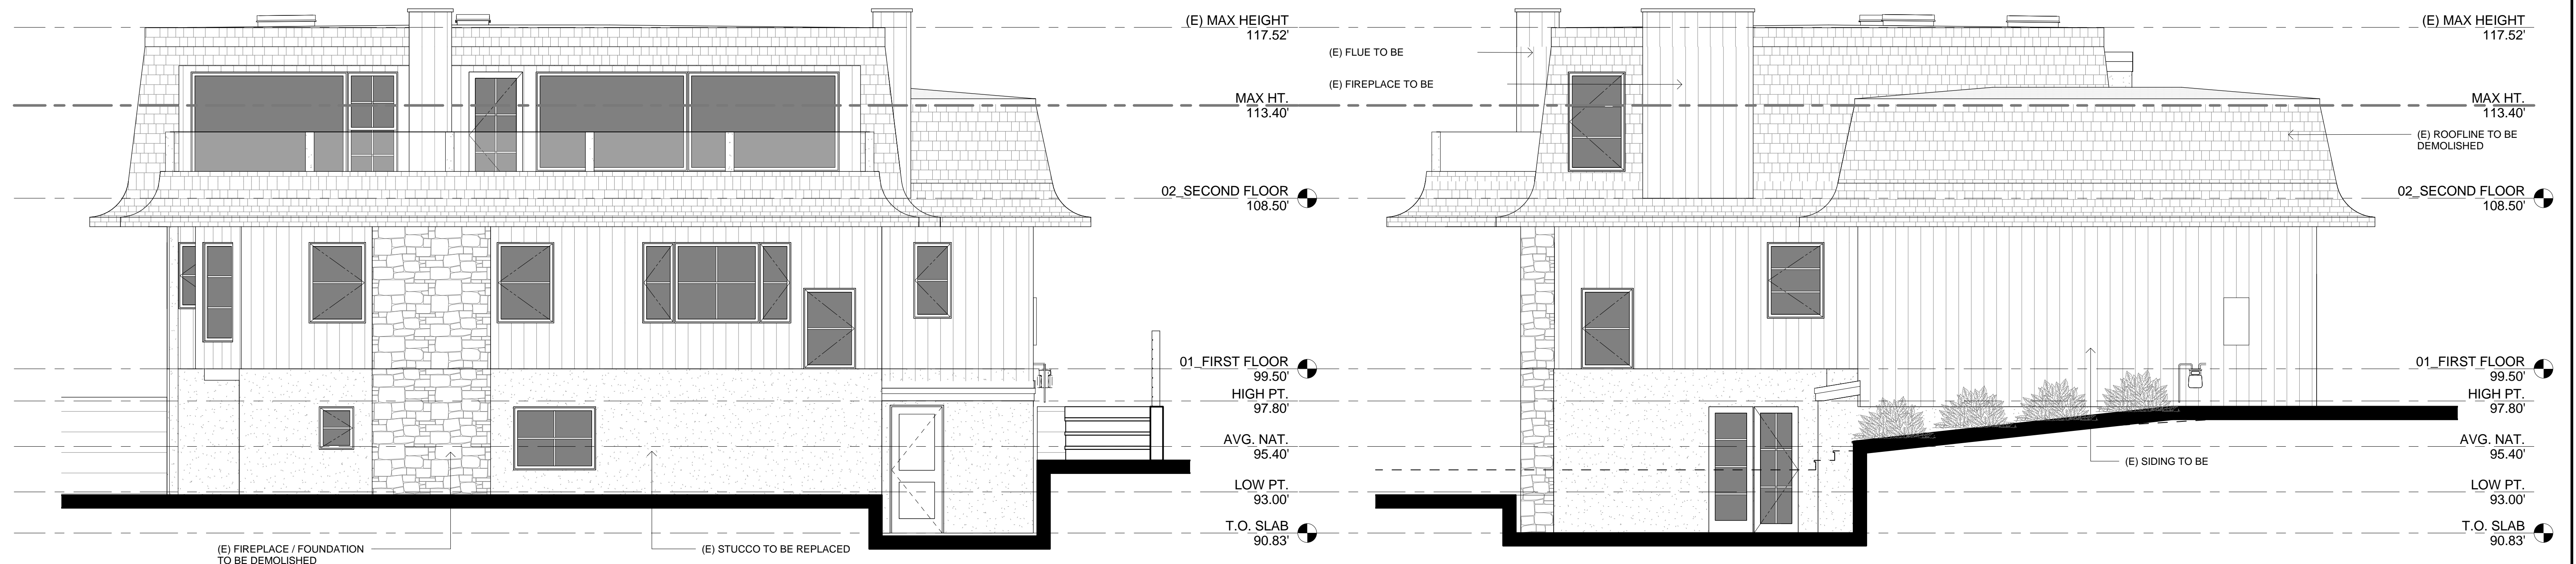 (E) MAX HEIGHT
117.52'
MAX HT.
113.40'
02_SECOND FLOOR
108.50'
01_FIRST FLOOR
99.50'
HIGH PT.
97.80'
AVG. NAT.
95.40'
LOW PT.
93.00'
T.O. SLAB
90.83'
(E) FIREPLACE / FOUNDATION
TO BE DEMOLISHED
(E) STUCCO TO BE REPLACED
(E) FLUE TO BE
(E) FIREPLACE TO BE
(E) MAX HEIGHT
117.52'
MAX HT.
113.40'
(E) ROOFLINE TO BE
DEMOLISHED
02_SECOND FLOOR
108.50'
01_FIRST FLOOR
99.50'
HIGH PT.
97.80'
AVG. NAT.
95.40'
(E) SIDING TO BE
LOW PT.
93.00'
T.O. SLAB
90.83'